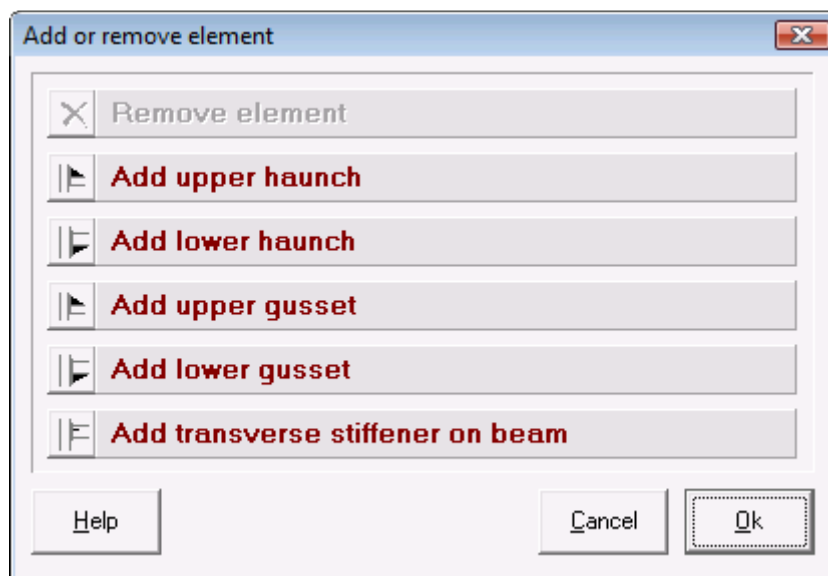 Add or remove element
Remove element
Add upper haunch
Add lower haunch
Add upper gusset
Add lower gusset
Add transverse stiffener on beam
Help
Cancel
Ok